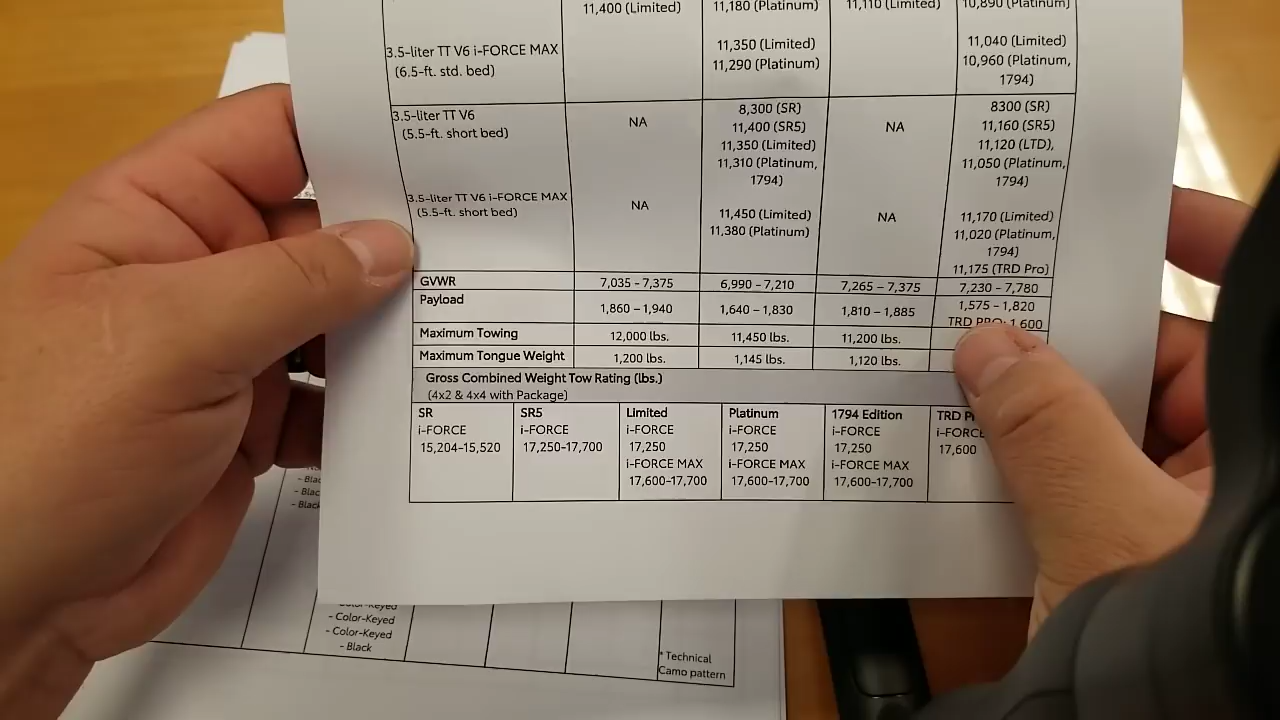 11,400 (Limited) 11,180 (Platinum) 11,110 (Limited) 10,890 (Platinum)
3.5-liter TT V6 i-FORCE MAX
(6.5-ft. std. bed)
11,350 (Limited)
11,290 (Platinum)
11,040 (Limited)
10,960 (Platinum,
1794)
3.5-liter TT V6
(5.5-ft. short bed)
NA
8,300 (SR)
11,400 (SR5)
11,350 (Limited)
11,310 (Platinum,
1794)
NA
8300 (SR)
11,160 (SR5)
11,120 (LTD),
11,050 (Platinum,
1794)
3.5-liter TT V6 i-FORCE MAX
(5.5-ft. short bed)
NA
11,450 (Limited)
11,380 (Platinum)
NA
11,170 (Limited)
11,020 (Platinum,
1794)
11,175 (TRD Pro)
GVWR 7,035 – 7,375 6,990 – 7,210 7,265 – 7,375 7,230 – 7,780
Payload 1,860 – 1,940 1,640 – 1,830 1,810 – 1,885 1,575 – 1,820
TRD PRO: 1,600
Maximum Towing 12,000 lbs. 11,450 lbs. 11,200 lbs.
Maximum Tongue Weight 1,200 lbs. 1,145 lbs. 1,120 lbs.
Gross Combined Weight Tow Rating (lbs.)
(4x2 & 4x4 with Package)
SR
i-FORCE
15,204-15,520
SR5
i-FORCE
17,250-17,700
Limited
i-FORCE
17,250
i-FORCE MAX
17,600-17,700
Platinum
i-FORCE
17,250
i-FORCE MAX
17,600-17,700
1794 Edition
i-FORCE
17,250
i-FORCE MAX
17,600-17,700
TRD
i-FORCE
17,600
- Black
- Color-Keyed
- Color-Keyed
- Color-Keyed
- Black
* Technical
Camo pattern